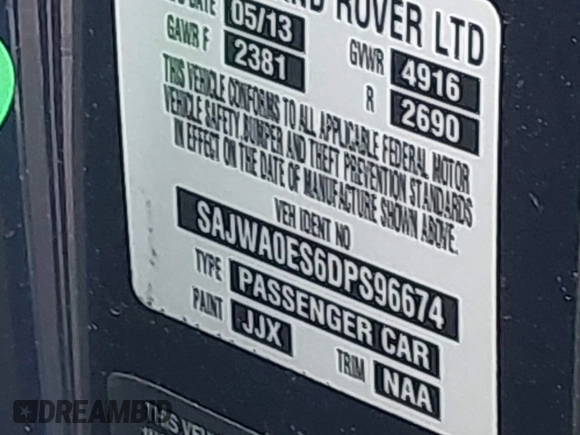 DATE 05/13 ROVER LTD
GAWR F 2381 GVWR 4916
R 2690
THIS VEHICLE CONFORMS TO ALL APPLICABLE FEDERAL MOTOR
VEHICLE SAFETY, BUMPER AND THEFT PREVENTION STANDARDS
IN EFFECT ON THE DATE OF MANUFACTURE SHOWN ABOVE.
VEH IDENT NO
SAJWA0ES6DPS96674
TYPE PASSENGER CAR
PAINT JJX TRIM NAA
DREAMBID